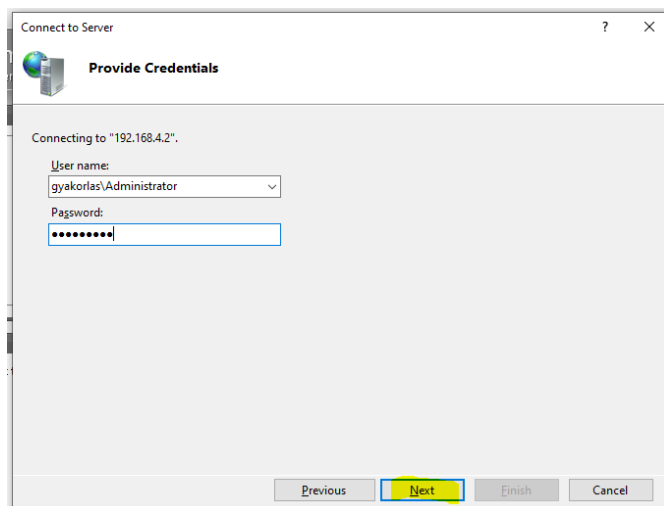 Connect to Server
?
Provide Credentials
Connecting to "192.168.4.2".
User name:
gyakorlas\Administrator
Password:
•••••••••
Previous
Next
Finish
Cancel